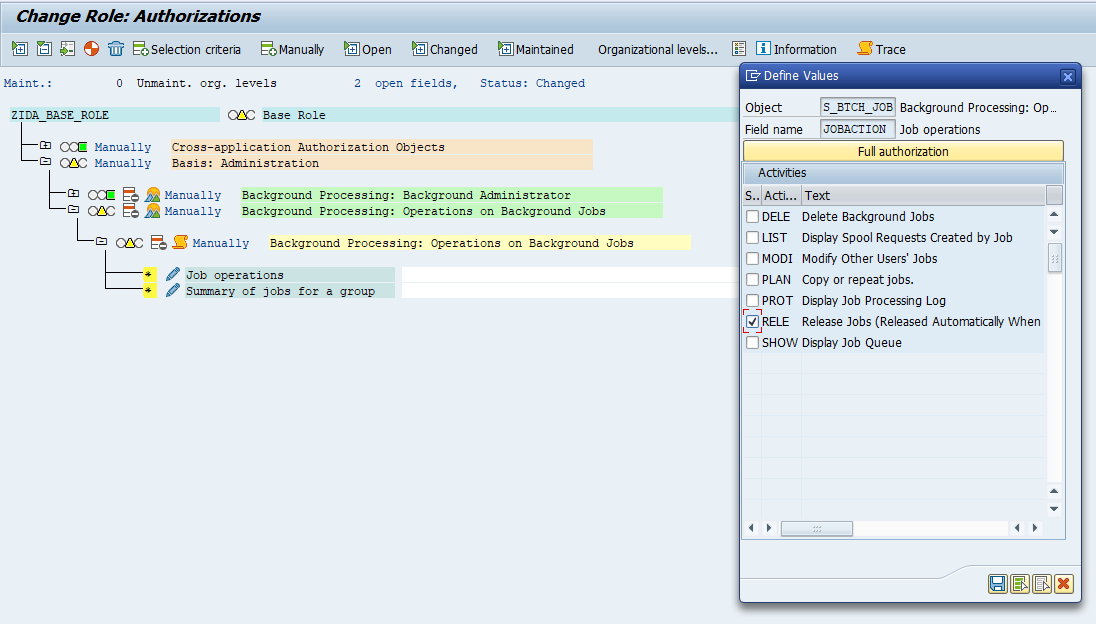 Change Role: Authorizations
Selection criteria Manually Open Changed Maintained Organizational levels... Information Trace
Maint.: 0 Unmaint. org. levels 2 open fields, Status: Changed
ZIDA_BASE_ROLE Base Role
Manually Cross-application Authorization Objects
Manually Basis: Administration
Manually Background Processing: Background Administrator
Manually Background Processing: Operations on Background Jobs
Manually Background Processing: Operations on Background Jobs
* Job operations
* Summary of jobs for a group
Define Values
Object S_BTCH_JOB Background Processing: Op...
Field name JOBACTION Job operations
Full authorization
Activities
S.. Acti... Text
DELE Delete Background Jobs
LIST Display Spool Requests Created by Job
MODI Modify Other Users' Jobs
PLAN Copy or repeat jobs.
PROT Display Job Processing Log
RELE Release Jobs (Released Automatically When
SHOW Display Job Queue